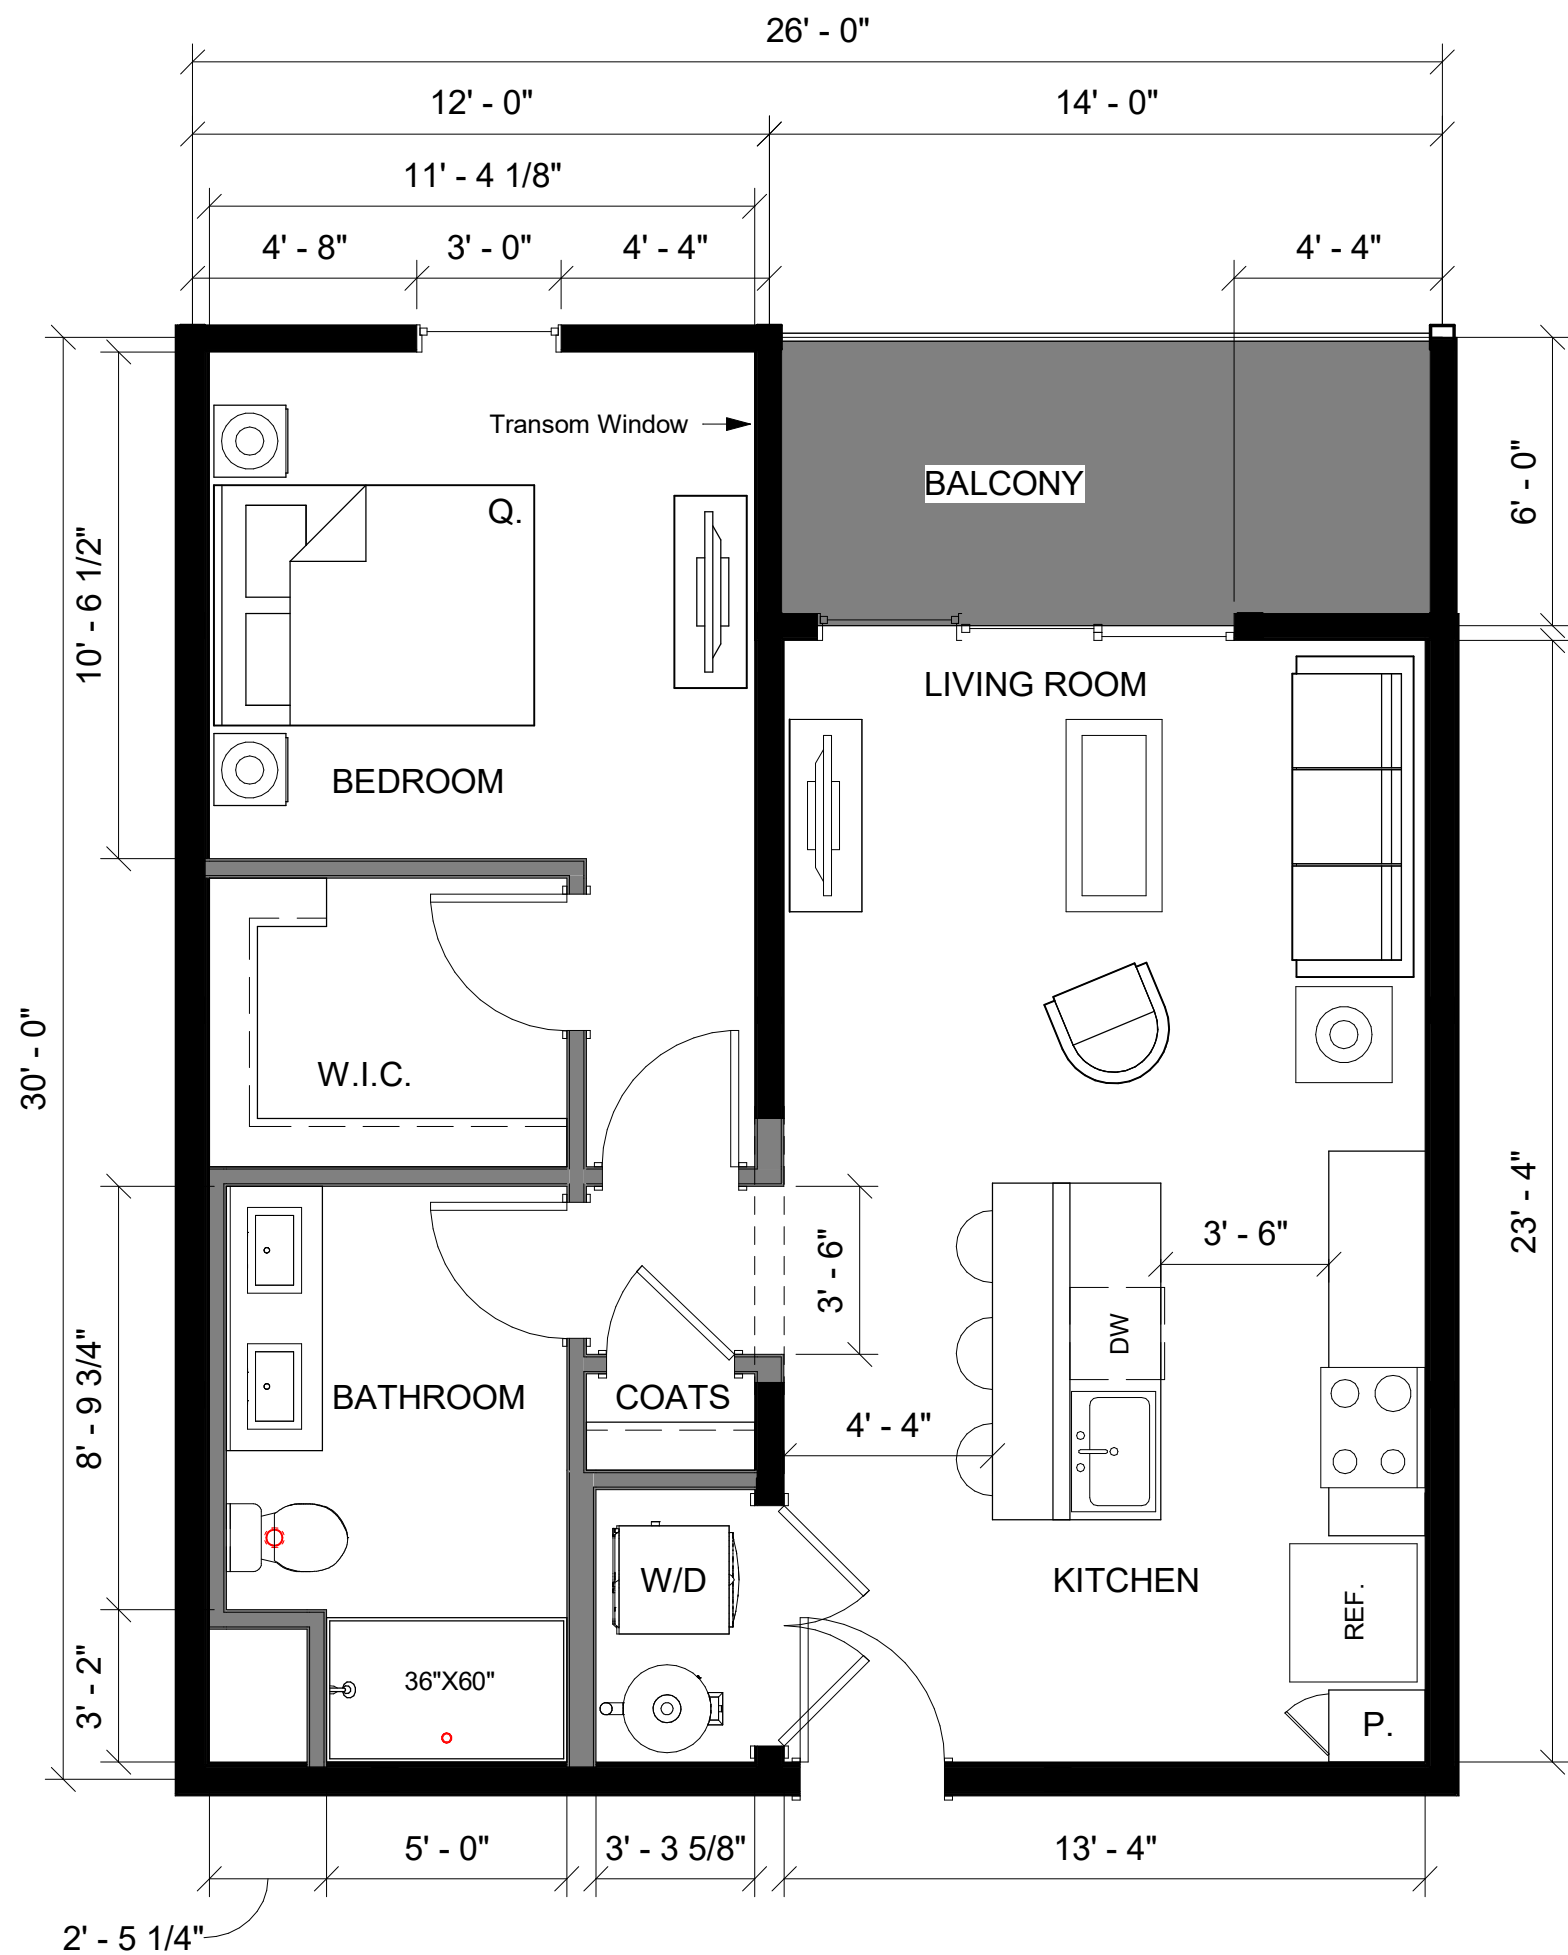 26' - 0"
12' - 0"
14' - 0"
11' - 4 1/8"
4' - 8"
3' - 0"
4' - 4"
4' - 4"
Transom Window
BALCONY
6' - 0"
Q.
10' - 6 1/2"
LIVING ROOM
BEDROOM
30' - 0"
W.I.C.
23' - 4"
3' - 6"
3' - 6"
DW
8' - 9 3/4"
BATHROOM
COATS
4' - 4"
W/D
KITCHEN
REF.
3' - 2"
36"X60"
P.
5' - 0"
3' - 3 5/8"
13' - 4"
2' - 5 1/4"